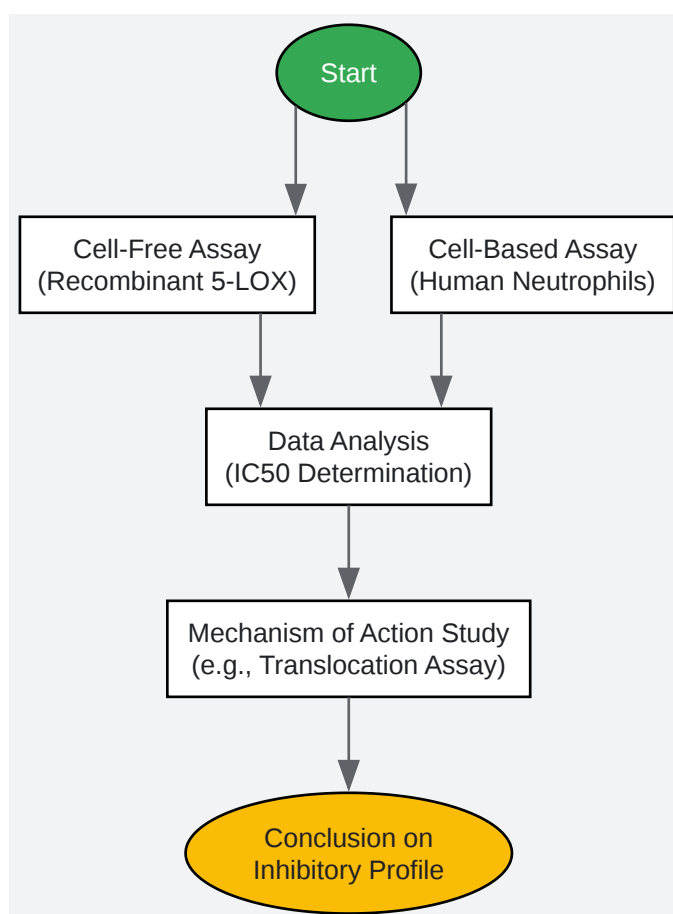 Start
Cell-Free Assay
(Recombinant 5-LOX)
Cell-Based Assay
(Human Neutrophils)
Data Analysis
(IC50 Determination)
Mechanism of Action Study
(e.g., Translocation Assay)
Conclusion on
Inhibitory Profile